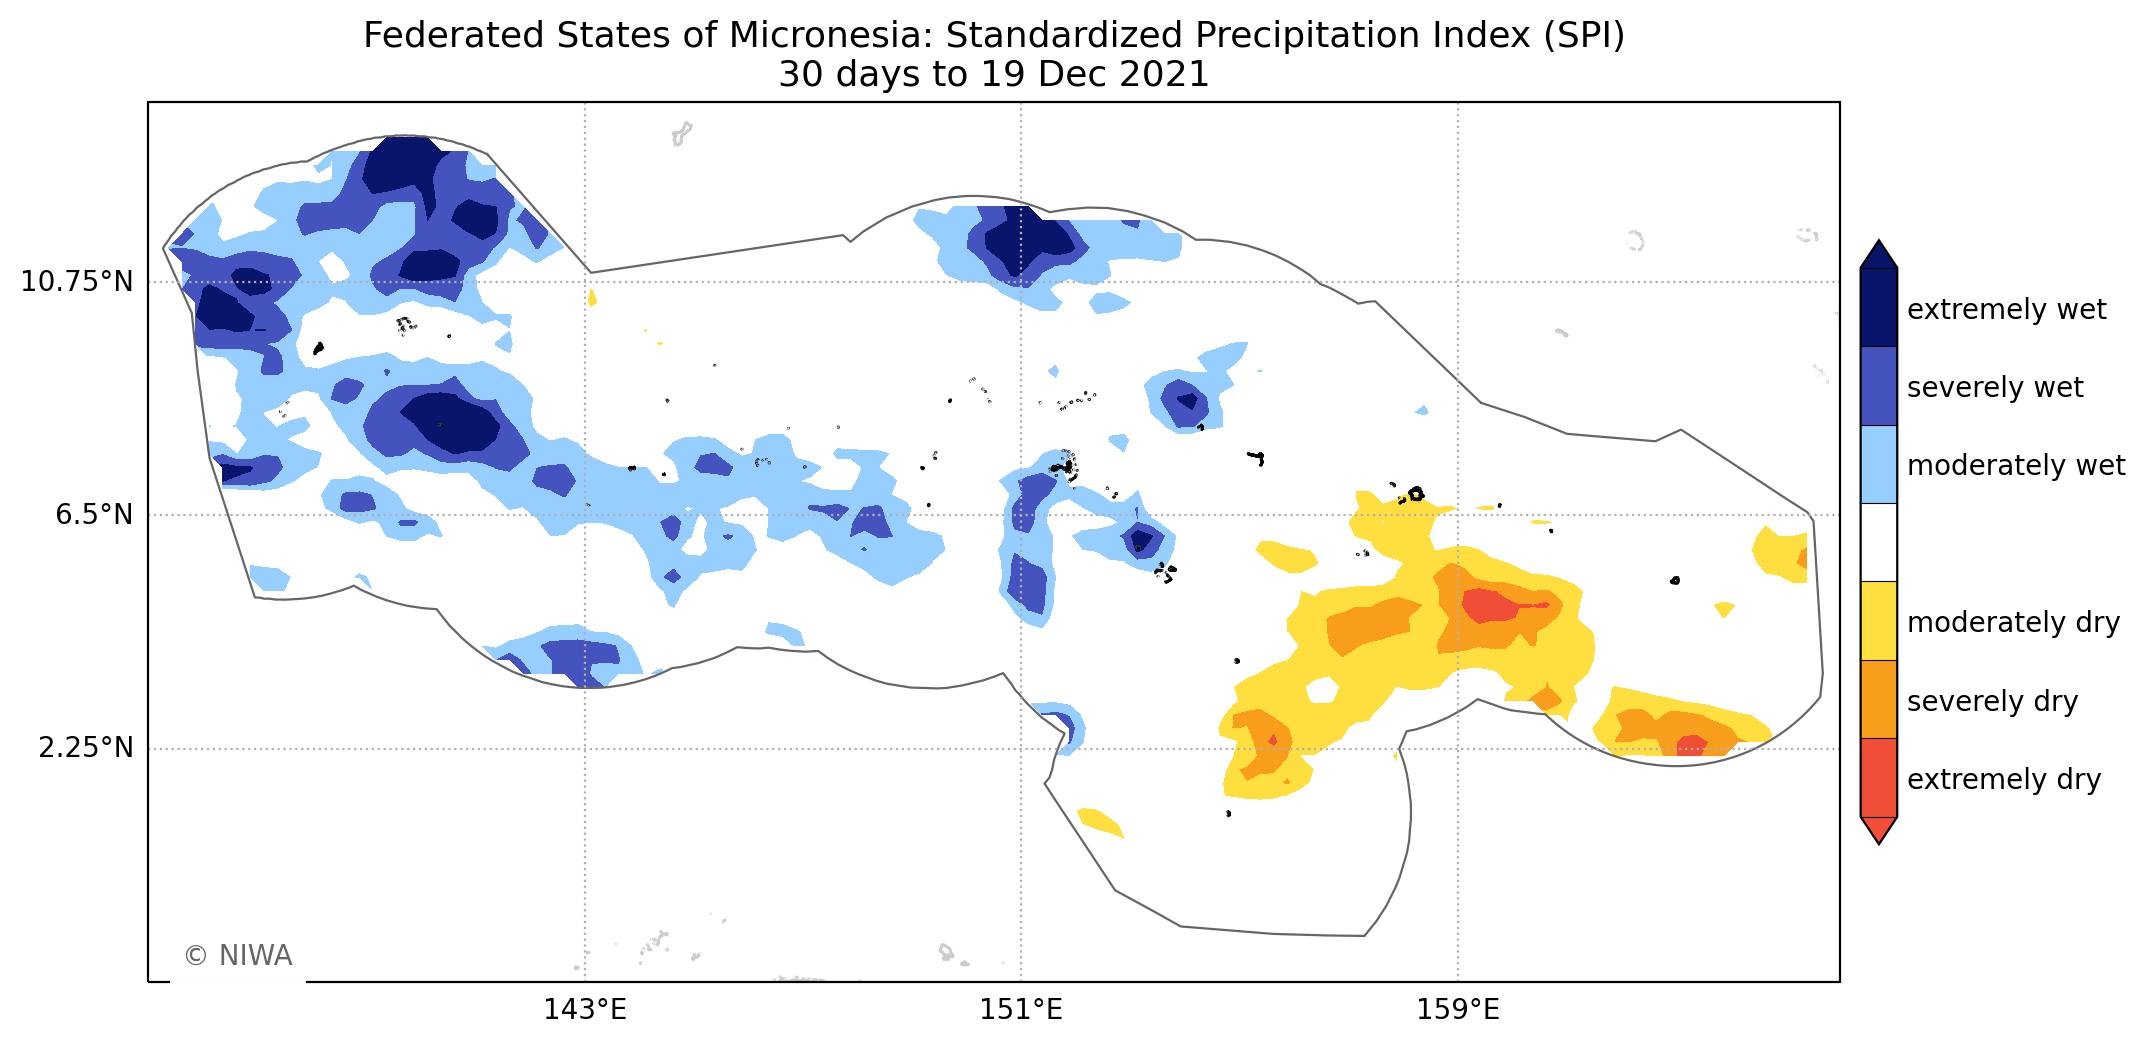 Federated States of Micronesia: Standardized Precipitation Index (SPI)
30 days to 19 Dec 2021
10.75°N
6.5°N
2.25°N
143°E
151°E
159°E
extremely wet
severely wet
moderately wet
moderately dry
severely dry
extremely dry
© NIWA